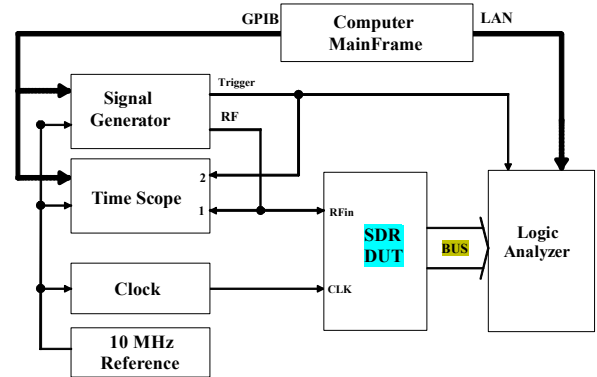 GPIB
Computer
MainFrame
LAN
Signal
Generator
Trigger
RF
Time Scope
2
1
RFin
SDR
DUT
CLK
BUS
Logic
Analyzer
Clock
10 MHz
Reference